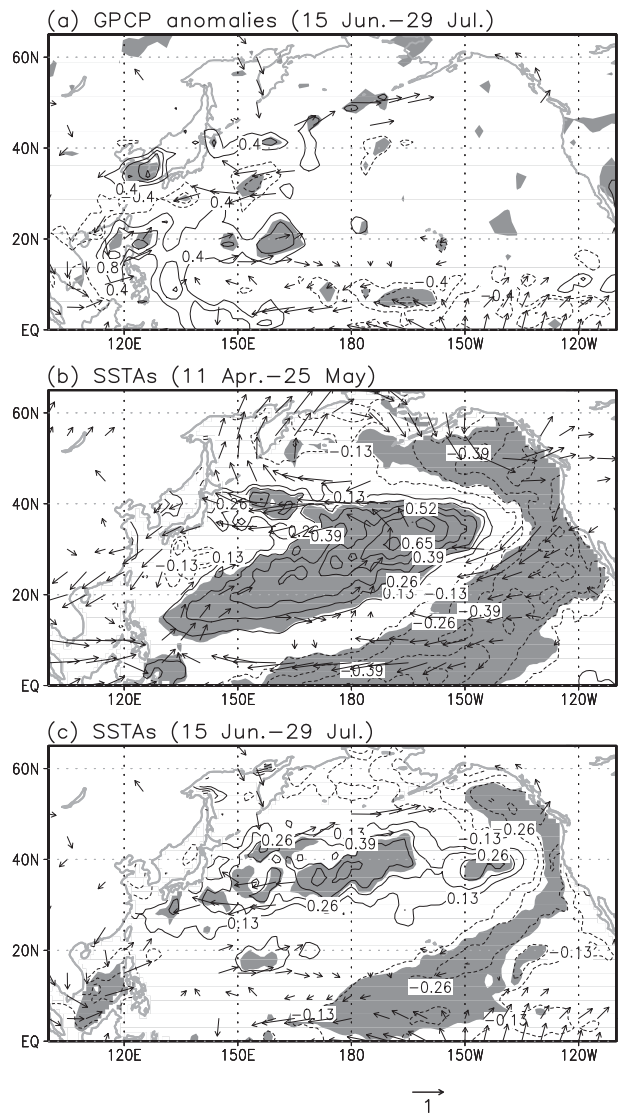 (a) GPCP anomalies (15 Jun.−29 Jul.)
60N
40N
0.4
0.4
0.4
0.4
20N
0.4
0.8
0.4
−0.4
−0.4
EQ
120E 150E 180 150W 120W
(b) SSTAs (11 Apr.−25 May)
60N
−0.13
−0.39
40N
0.26
0.13
0.52
0.39
0.65
−0.13
0.13
0.39
0.26
20N
0.13
−0.13
−0.39
−0.26
−0.39
EQ
120E 150E 180 150W 120W
(c) SSTAs (15 Jun.−29 Jul.)
60N
−0.26
0.26
0.13
−0.13
0.39
40N
−0.26
0.13
0.26
0.13
20N
−0.13
−0.26
−0.13
−0.13
EQ
120E 150E 180 150W 120W
1